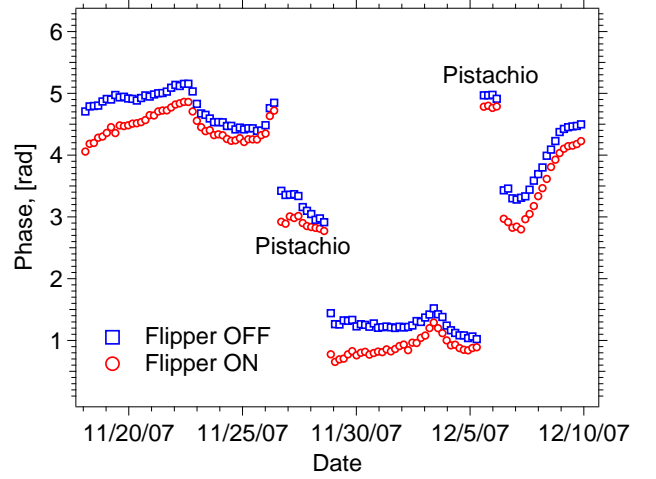 6
5
4
3
2
1
Phase, [rad]
Pistachio
Pistachio
Flipper OFF
Flipper ON
11/20/07 11/25/07 11/30/07 12/5/07 12/10/07
Date